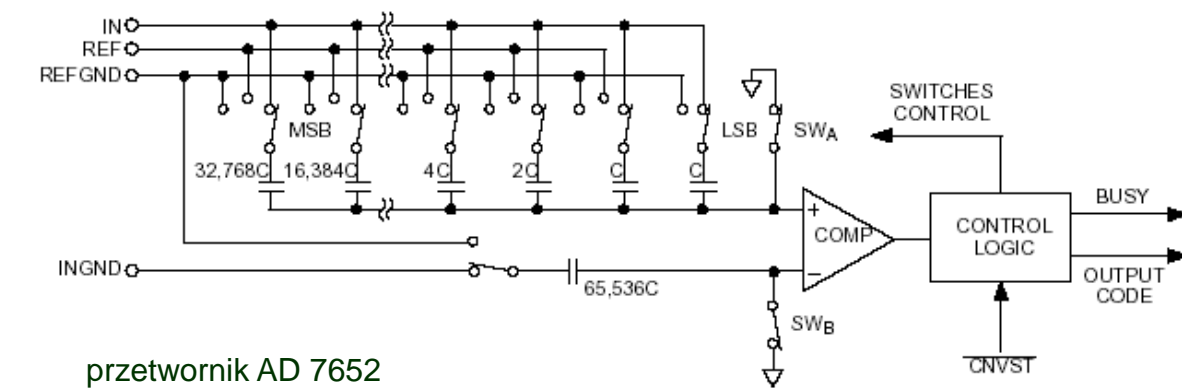 IN
REF
REFGND
MSB
LSB
SWA
SWITCHES
CONTROL
32,768C 16,384C 4C 2C C C
BUSY
+
COMP
−
CONTROL
LOGIC
INGND
65,536C
OUTPUT
CODE
SWB
CNVST
przetwornik AD 7652